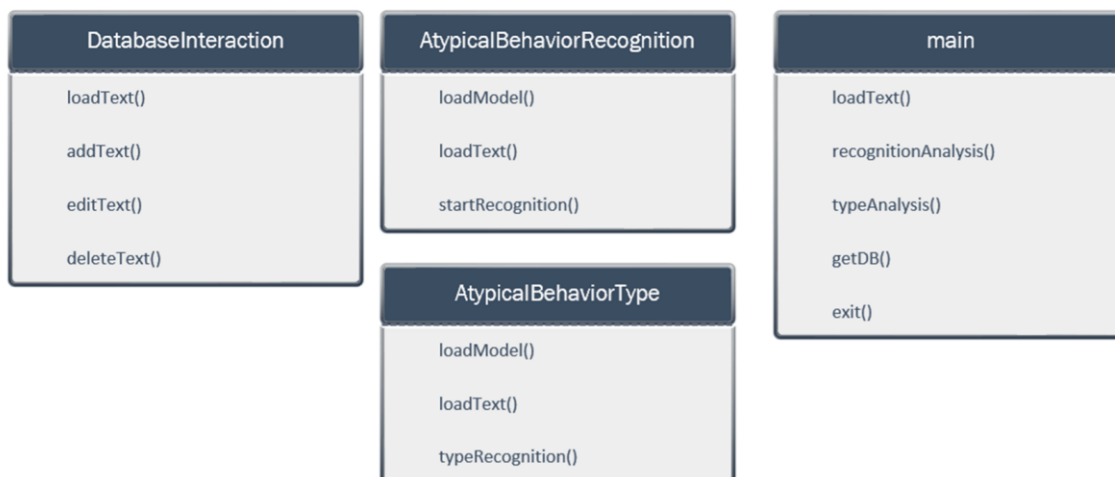 DatabaseInteraction
loadText()
addText()
editText()
deleteText()
AtypicalBehaviorRecognition
loadModel()
loadText()
startRecognition()
AtypicalBehaviorType
loadModel()
loadText()
typeRecognition()
main
loadText()
recognitionAnalysis()
typeAnalysis()
getDB()
exit()